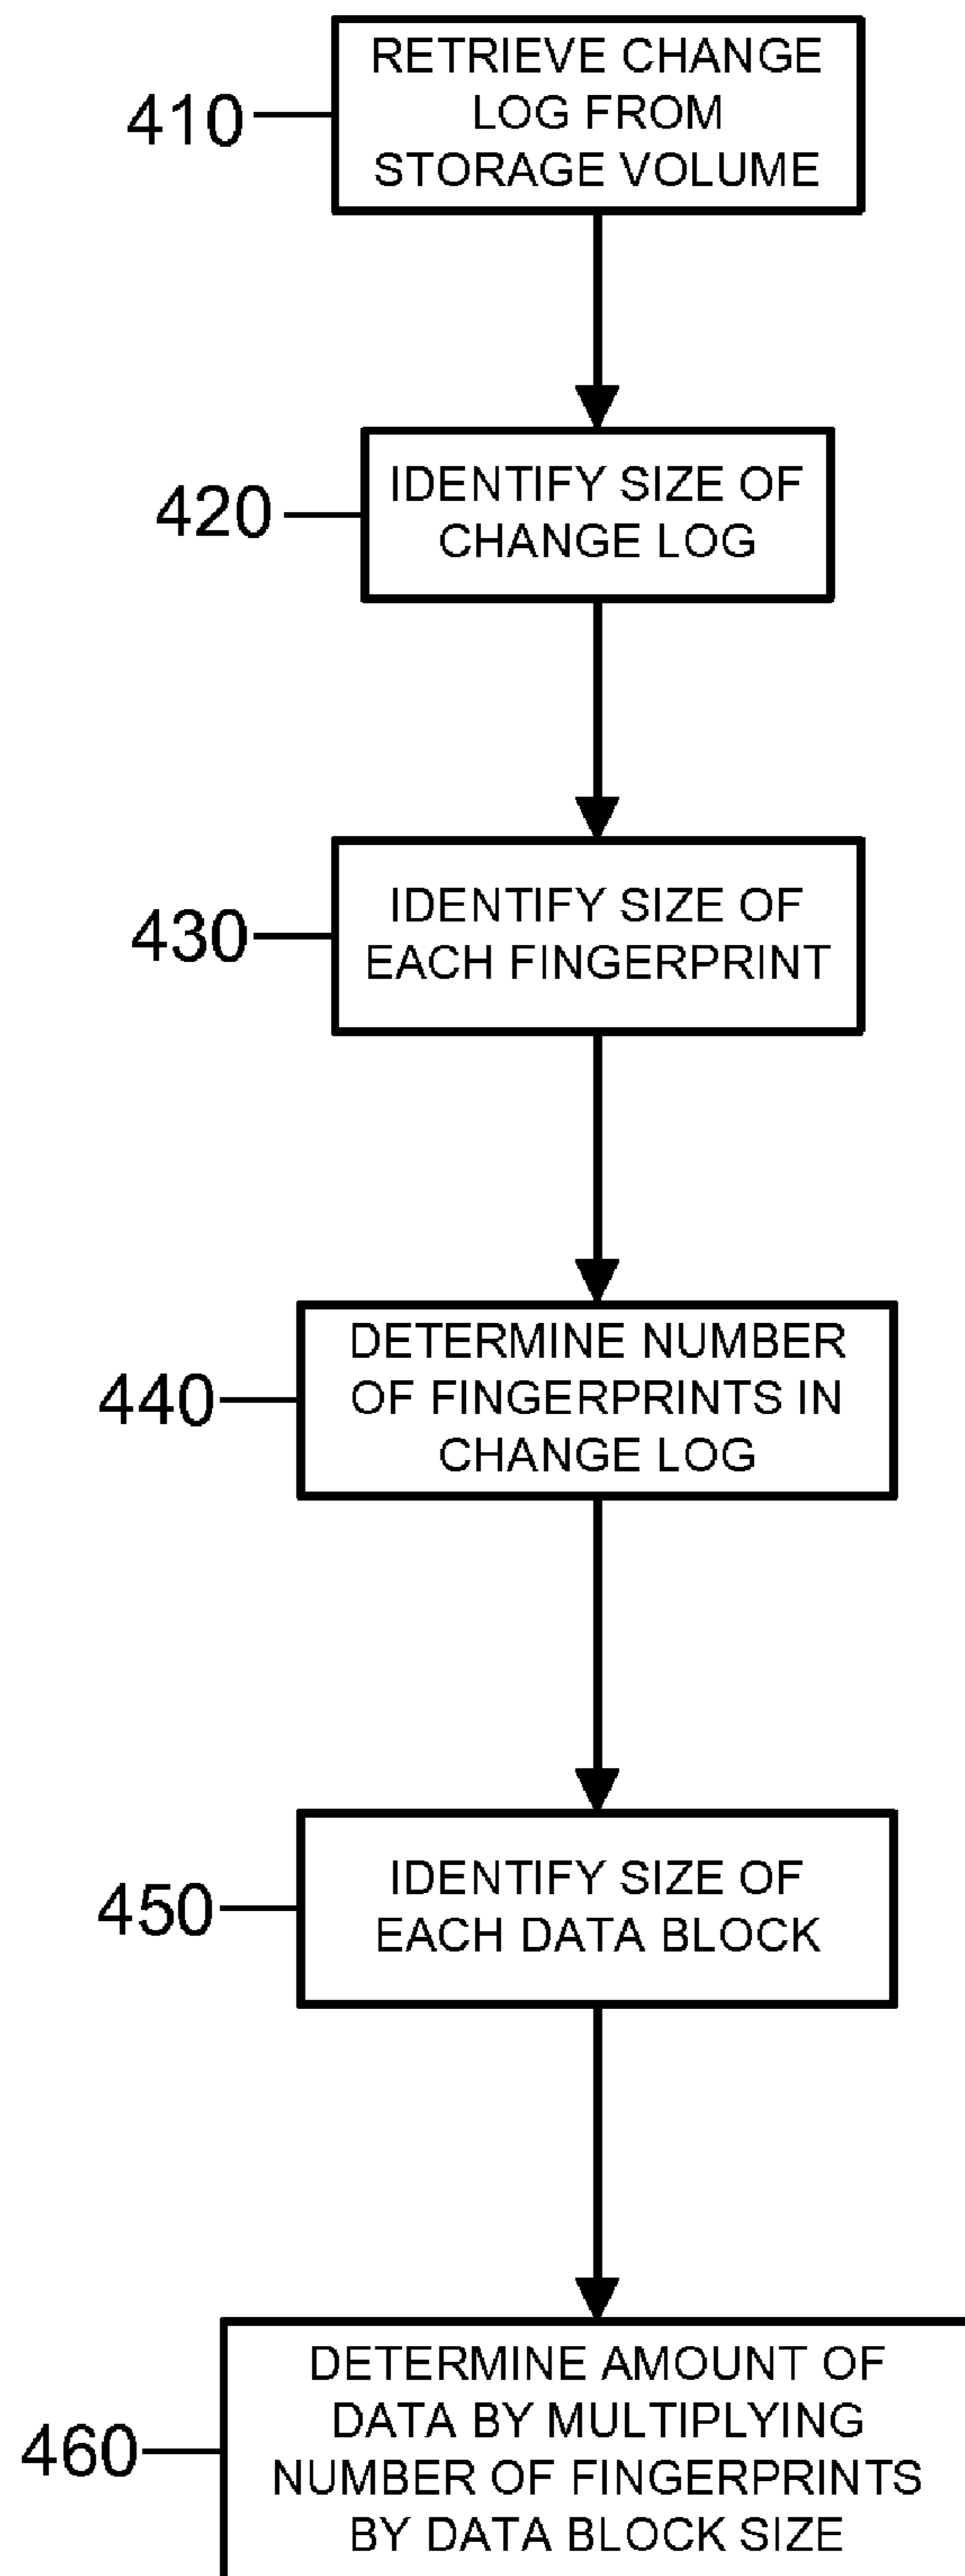 410
RETRIEVE CHANGE
LOG FROM
STORAGE VOLUME
420
IDENTIFY SIZE OF
CHANGE LOG
430
IDENTIFY SIZE OF
EACH FINGERPRINT
440
DETERMINE NUMBER
OF FINGERPRINTS IN
CHANGE LOG
450
IDENTIFY SIZE OF
EACH DATA BLOCK
460
DETERMINE AMOUNT OF
DATA BY MULTIPLYING
NUMBER OF FINGERPRINTS
BY DATA BLOCK SIZE